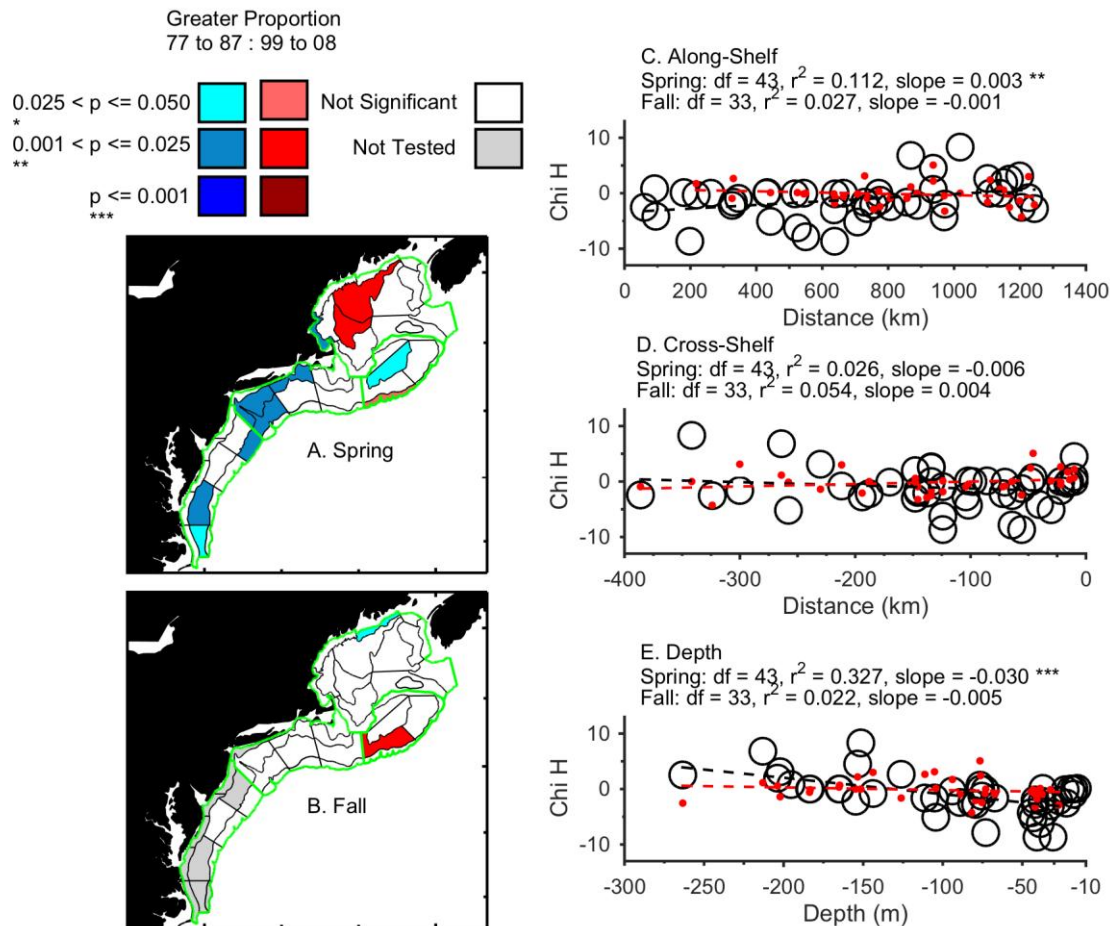 Greater Proportion
77 to 87 : 99 to 08
0.025 < p <= 0.050
*
0.001 < p <= 0.025
**
p <= 0.001
***
Not Significant
Not Tested
A. Spring
B. Fall
C. Along-Shelf
Spring: df = 43, r² = 0.112, slope = 0.003 **
Fall: df = 33, r² = 0.027, slope = -0.001
10
0
-10
Chi H
0 200 400 600 800 1000 1200 1400
Distance (km)
D. Cross-Shelf
Spring: df = 43, r² = 0.026, slope = -0.006
Fall: df = 33, r² = 0.054, slope = 0.004
10
0
-10
Chi H
-400 -300 -200 -100 0
Distance (km)
E. Depth
Spring: df = 43, r² = 0.327, slope = -0.030 ***
Fall: df = 33, r² = 0.022, slope = -0.005
10
0
-10
Chi H
-300 -250 -200 -150 -100 -50 -10
Depth (m)